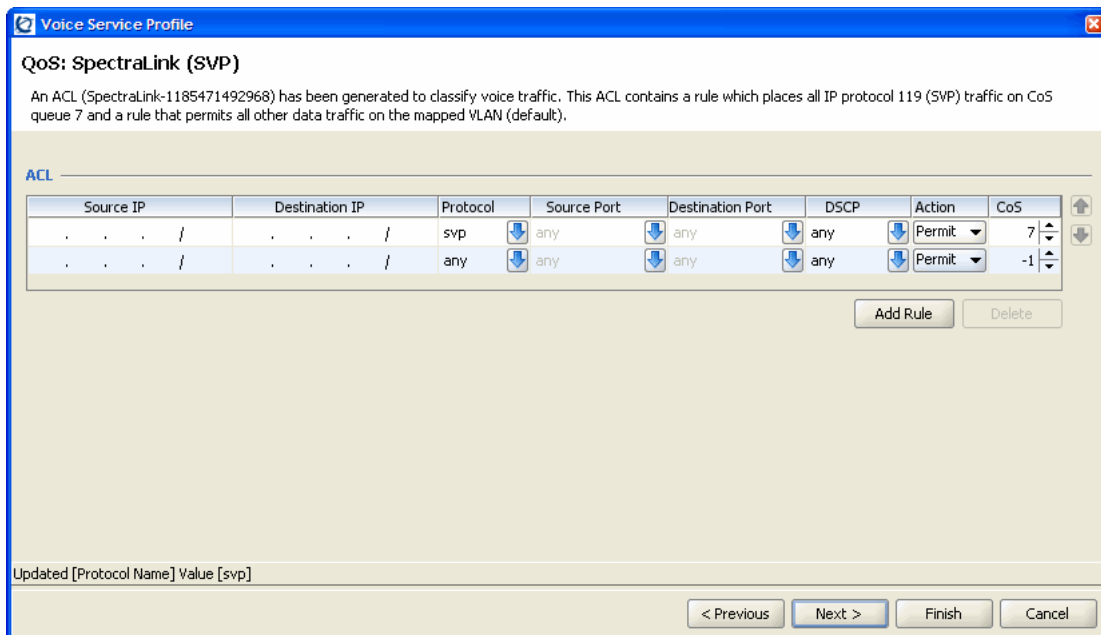 Voice Service Profile
QoS: SpectraLink (SVP)
An ACL (SpectraLink-1185471492968) has been generated to classify voice traffic. This ACL contains a rule which places all IP protocol 119 (SVP) traffic on CoS
queue 7 and a rule that permits all other data traffic on the mapped VLAN (default).
ACL
Source IP Destination IP Protocol Source Port Destination Port DSCP Action CoS
. . . / . . . / svp any any any Permit 7
. . . / . . . / any any any any Permit -1
Add Rule Delete
Updated [Protocol Name] Value [svp]
< Previous Next > Finish Cancel